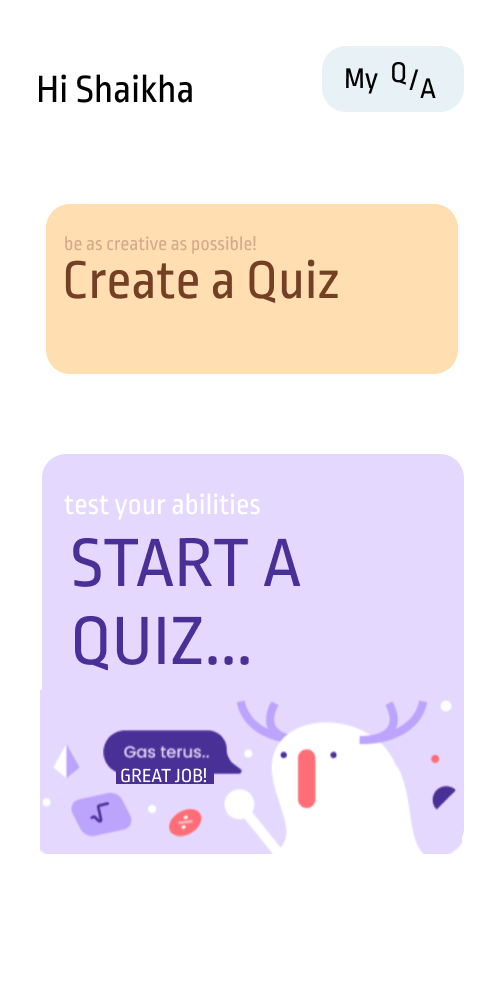 Hi Shaikha
My Q/A
be as creative as possible!
Create a Quiz
test your abilities
START A
QUIZ...
Gas terus..
GREAT JOB!
√
÷